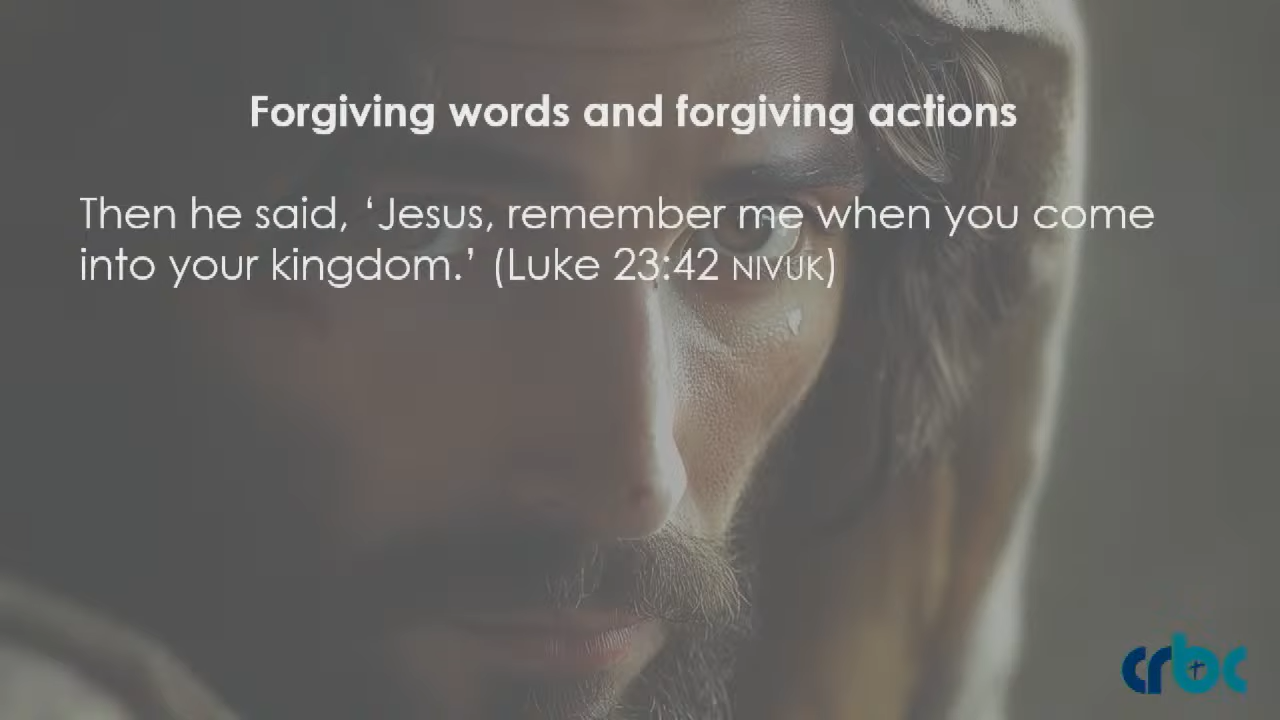 Forgiving words and forgiving actions
Then he said, ‘Jesus, remember me when you come
into your kingdom.’ (Luke 23:42 NIVUK)
crbc